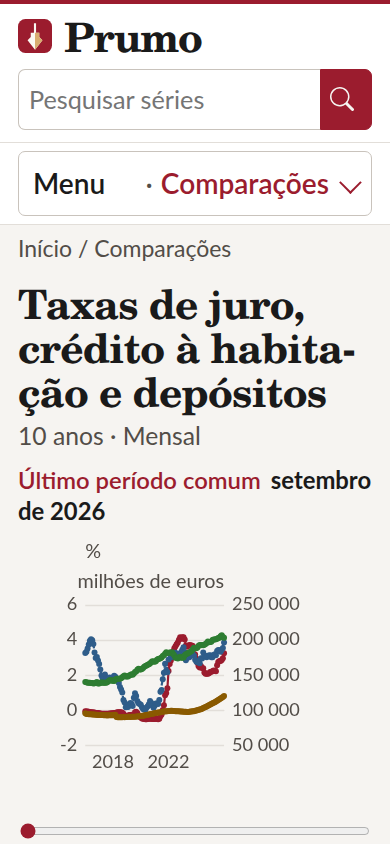 Prumo
Pesquisar séries
Menu · Comparações
Início / Comparações
Taxas de juro,
crédito à habita-
ção e depósitos
10 anos · Mensal
Último período comum setembro
de 2026
%
milhões de euros
6 250 000
4 200 000
2 150 000
0 100 000
-2 50 000
2018 2022